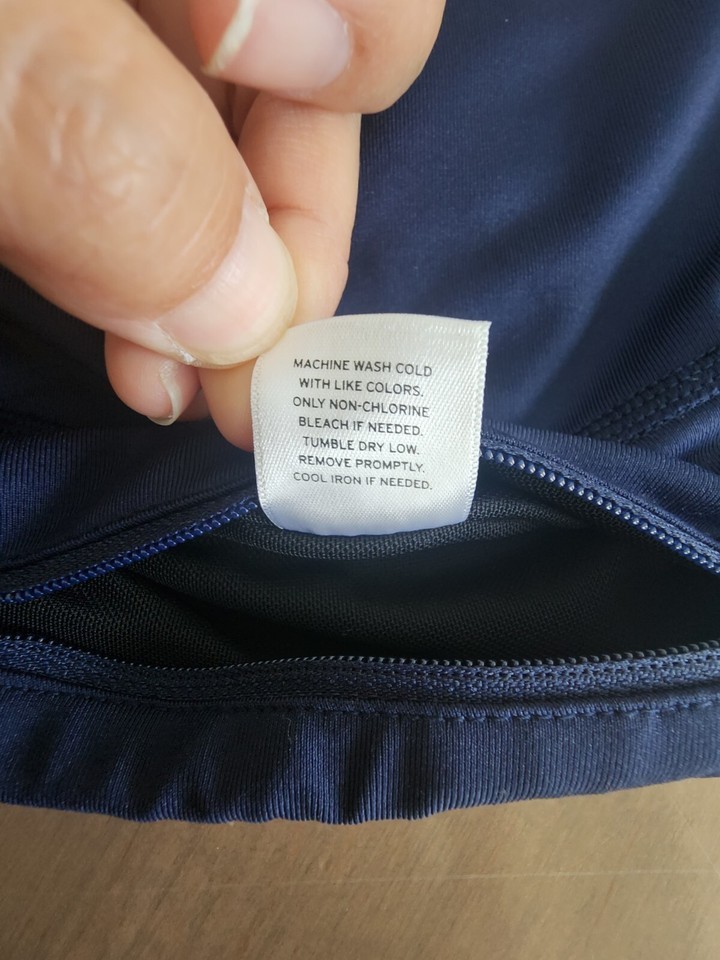 MACHINE WASH COLD
WITH LIKE COLORS.
ONLY NON-CHLORINE
BLEACH IF NEEDED.
TUMBLE DRY LOW.
REMOVE PROMPTLY.
COOL IRON IF NEEDED.